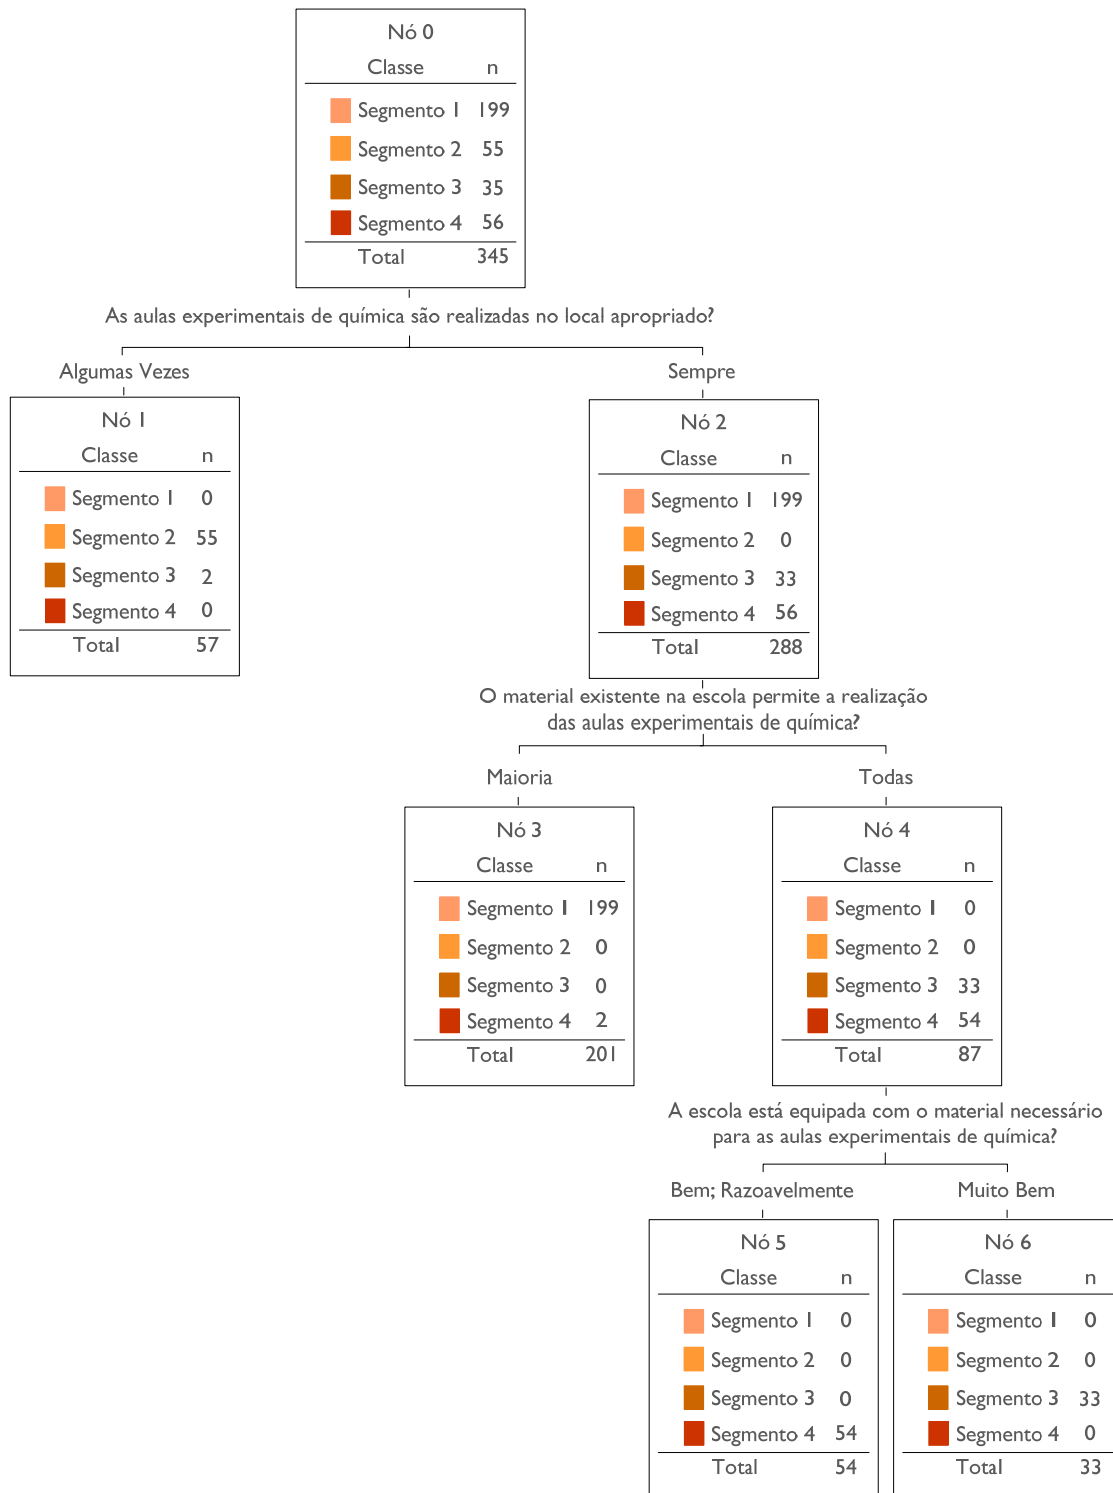 Nó 0
Classe n
Segmento 1 199
Segmento 2 55
Segmento 3 35
Segmento 4 56
Total 345
As aulas experimentais de química são realizadas no local apropriado?
Algumas Vezes
Sempre
Nó 1
Classe n
Segmento 1 0
Segmento 2 55
Segmento 3 2
Segmento 4 0
Total 57
Nó 2
Classe n
Segmento 1 199
Segmento 2 0
Segmento 3 33
Segmento 4 56
Total 288
O material existente na escola permite a realização
das aulas experimentais de química?
Maioria
Todas
Nó 3
Classe n
Segmento 1 199
Segmento 2 0
Segmento 3 0
Segmento 4 2
Total 201
Nó 4
Classe n
Segmento 1 0
Segmento 2 0
Segmento 3 33
Segmento 4 54
Total 87
A escola está equipada com o material necessário
para as aulas experimentais de química?
Bem; Razoavelmente
Muito Bem
Nó 5
Classe n
Segmento 1 0
Segmento 2 0
Segmento 3 0
Segmento 4 54
Total 54
Nó 6
Classe n
Segmento 1 0
Segmento 2 0
Segmento 3 33
Segmento 4 0
Total 33